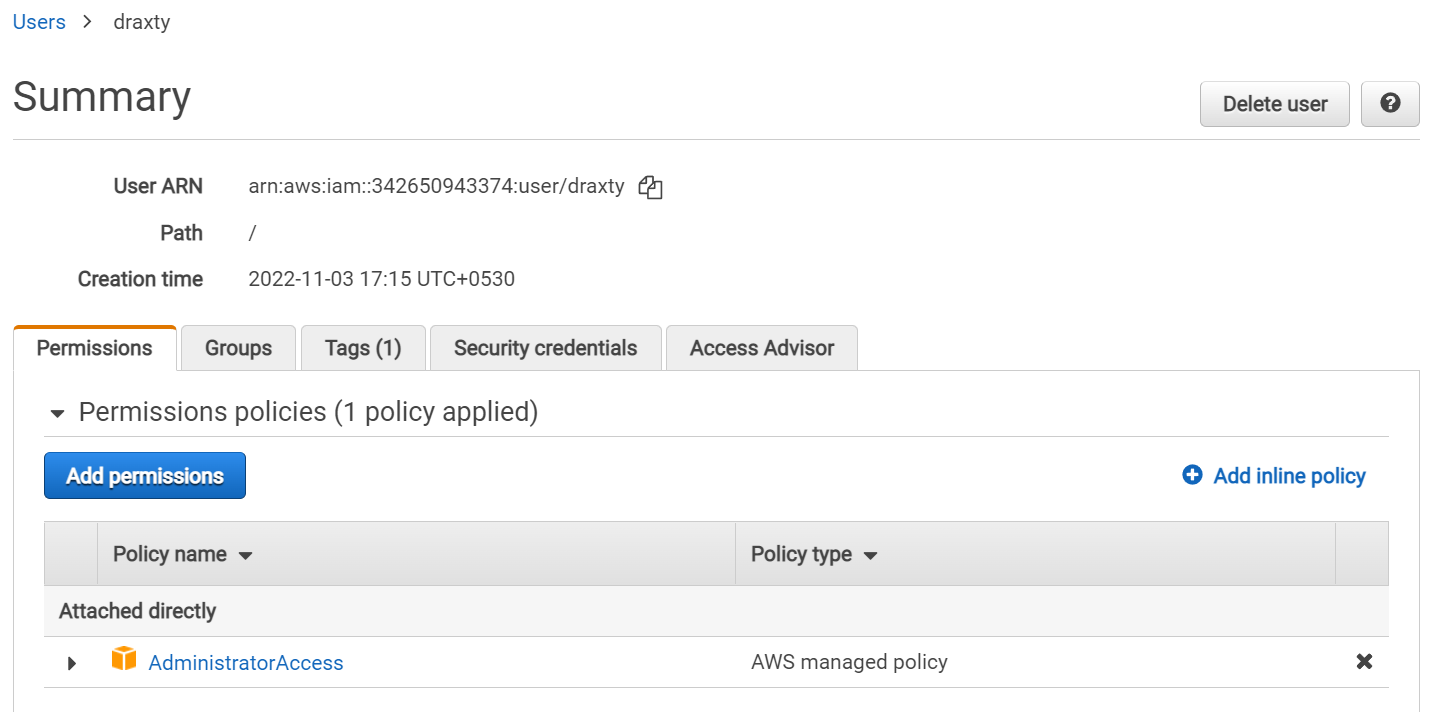 Users > draxty
Summary
Delete user
User ARN arn:aws:iam::342650943374:user/draxty
Path /
Creation time 2022-11-03 17:15 UTC+0530
Permissions Groups Tags (1) Security credentials Access Advisor
Permissions policies (1 policy applied)
Add permissions Add inline policy
Policy name Policy type
Attached directly
AdministratorAccess AWS managed policy